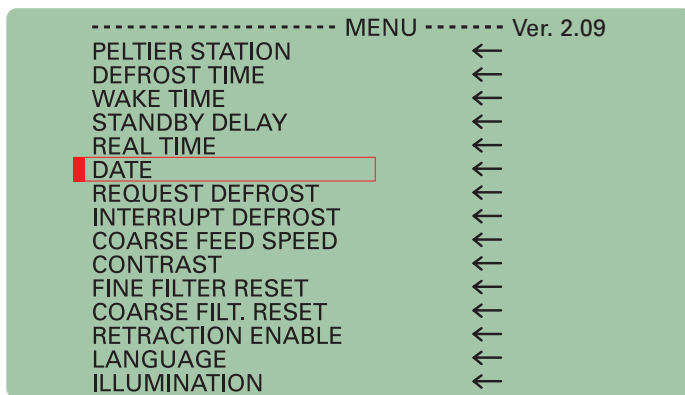 -------------------- MENU ------- Ver. 2.09
PELTIER STATION ←
DEFROST TIME ←
WAKE TIME ←
STANDBY DELAY ←
REAL TIME ←
DATE ←
REQUEST DEFROST ←
INTERRUPT DEFROST ←
COARSE FEED SPEED ←
CONTRAST ←
FINE FILTER RESET ←
COARSE FILT. RESET ←
RETRACTION ENABLE ←
LANGUAGE ←
ILLUMINATION ←